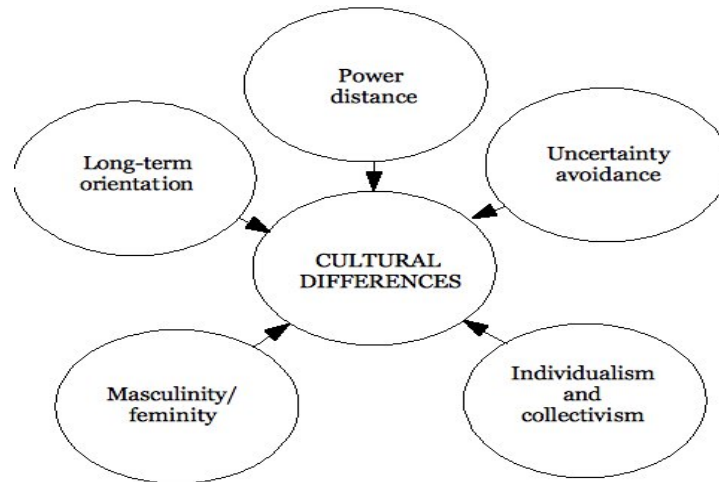 Power
distance
Long-term
orientation
Uncertainty
avoidance
CULTURAL
DIFFERENCES
Masculinity/
feminity
Individualism
and
collectivism